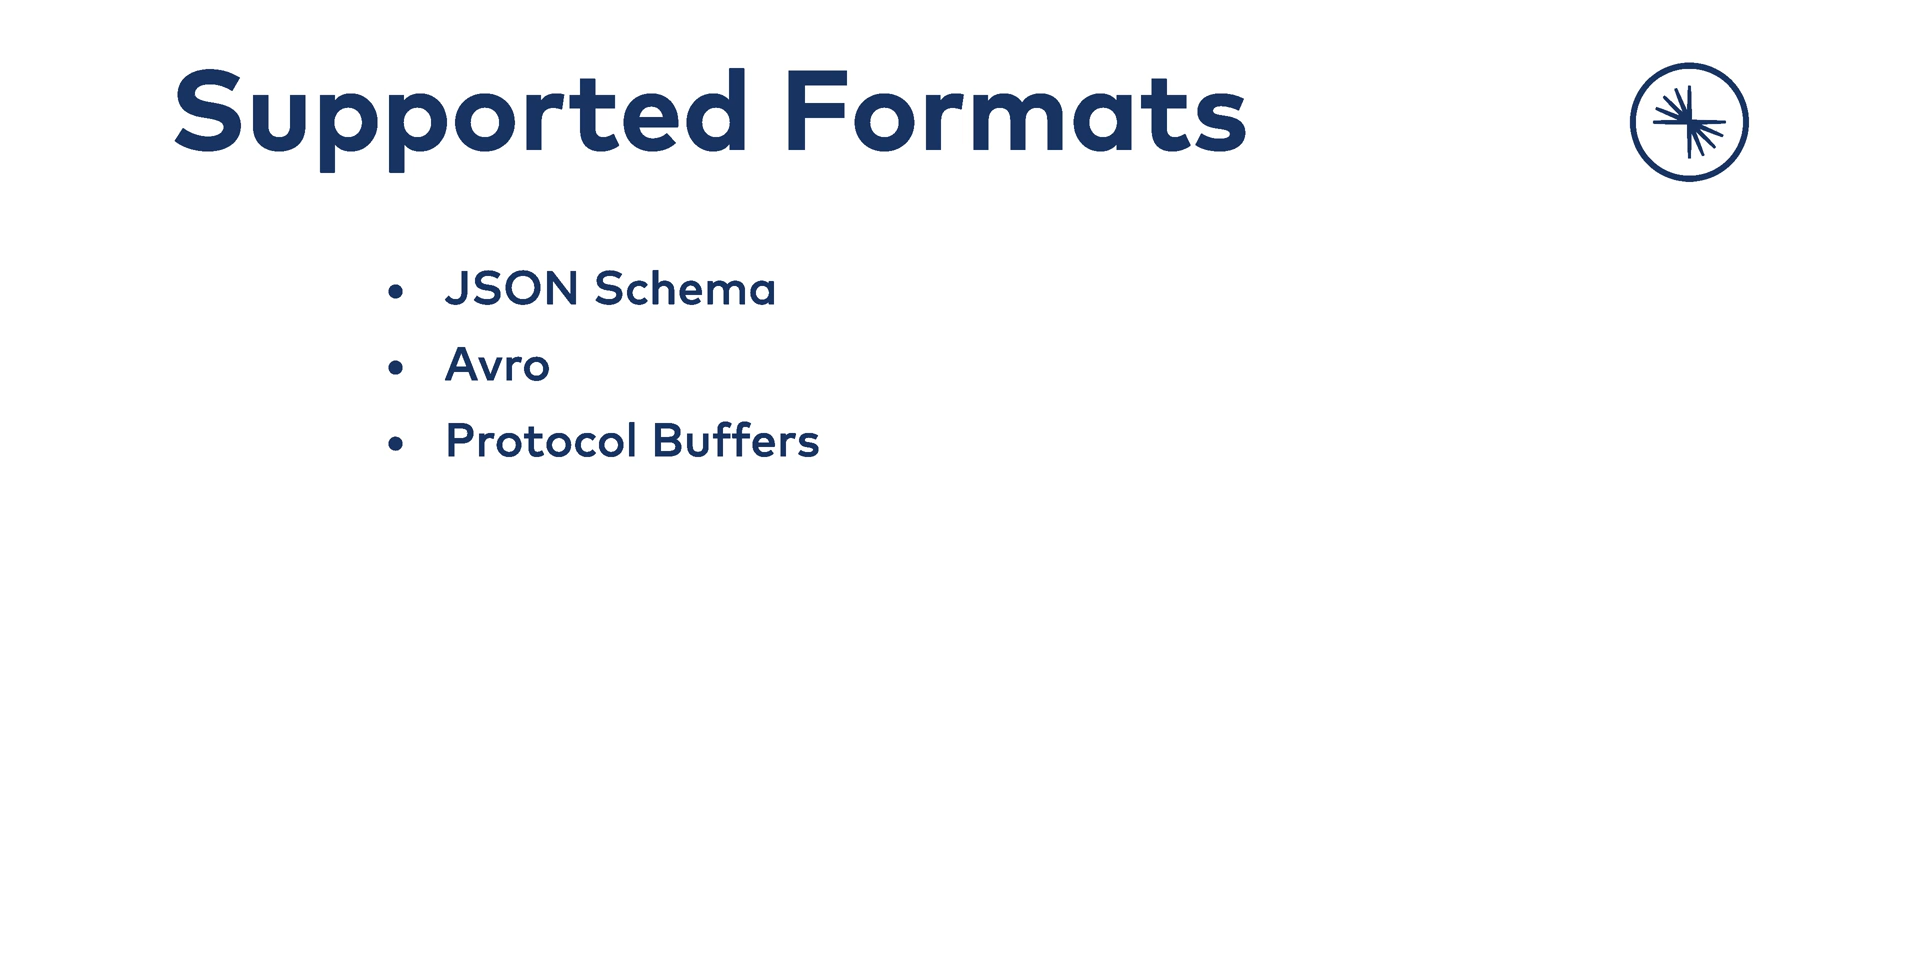 Supported Formats
• JSON Schema
• Avro
• Protocol Buffers